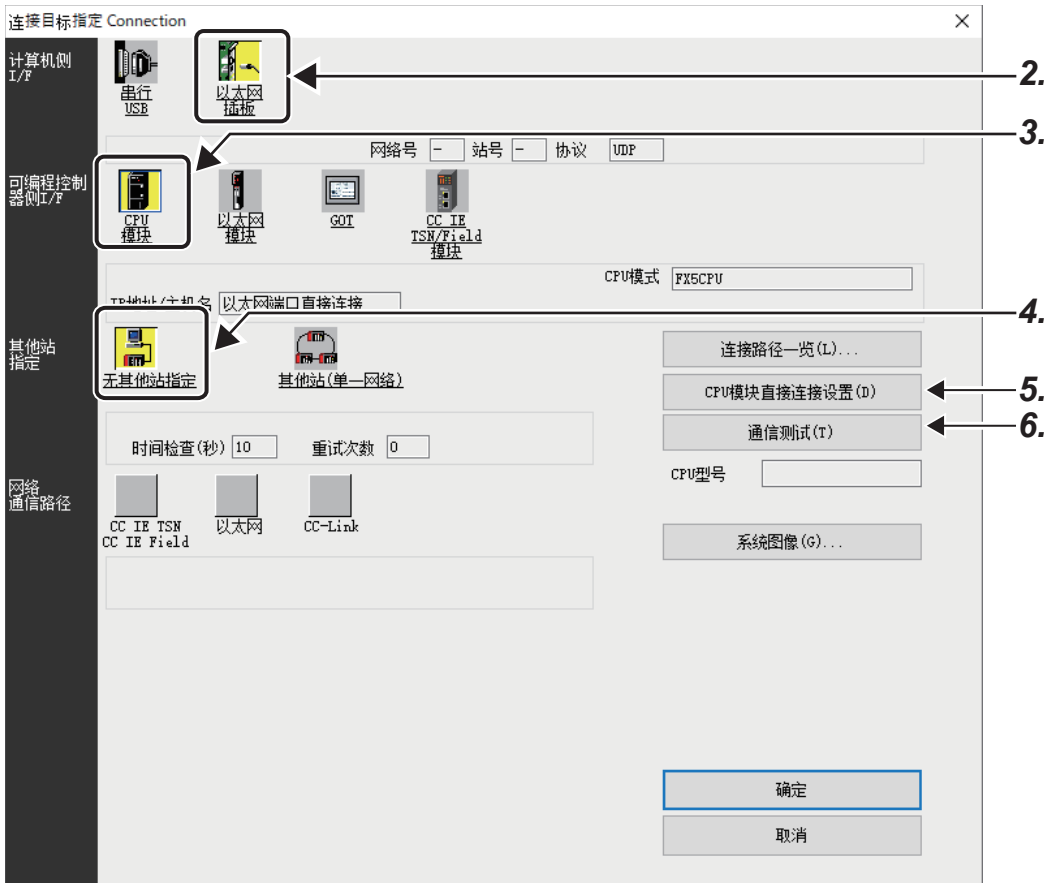 连接目标指定 Connection
计算机侧
I/F
串行
USB
以太网
插板
2.
3.
网络号 - 站号 - 协议 UDP
可编程控制
器侧I/F
CPU
模块
以太网
模块
GOT
CC IE
TSN/Field
模块
CPU模式 FX5CPU
IP地址/主机名 以太网端口直接连接
4.
其他站
指定
无其他站指定
其他站(单一网络)
连接路径一览(L)...
CPU模块直接连接设置(D)
5.
通信测试(T)
6.
时间检查(秒) 10 重试次数 0
CPU型号
网络
通信路径
CC IE TSN
CC IE Field
以太网
CC-Link
系统图像(G)...
确定
取消